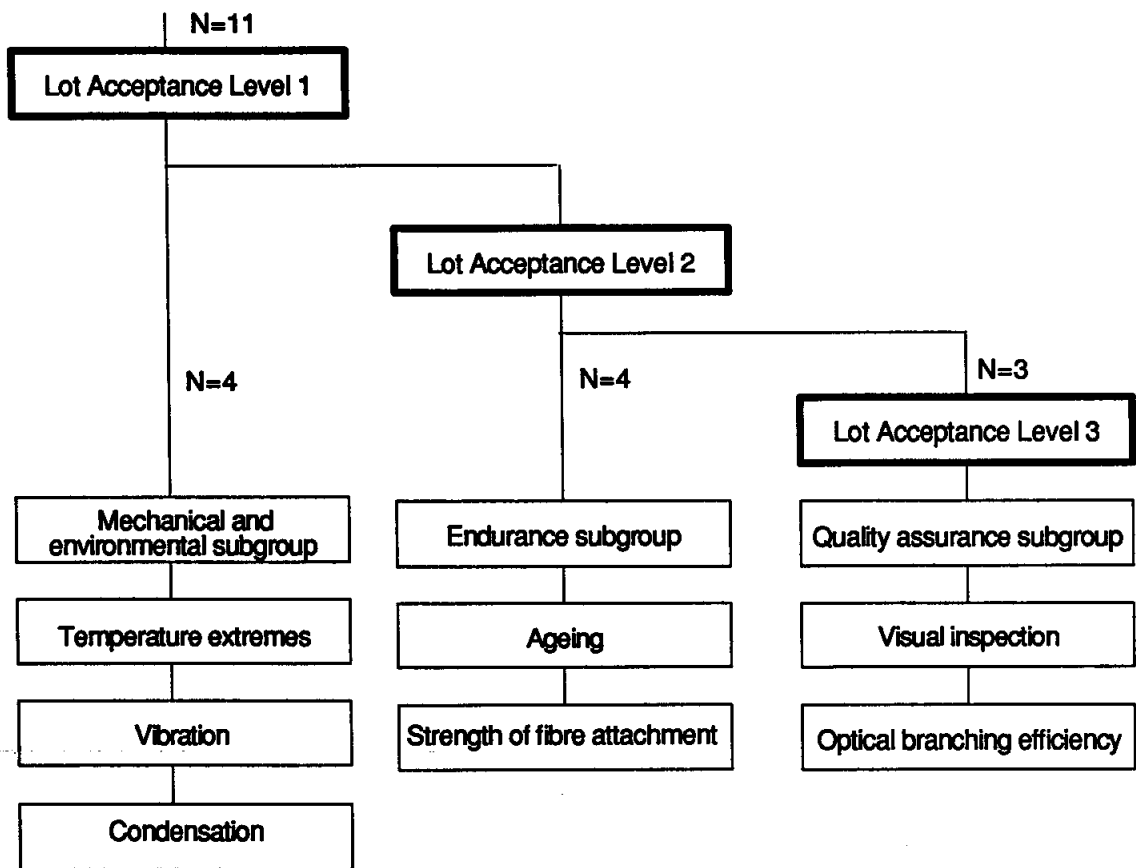 N=11
Lot Acceptance Level 1
Lot Acceptance Level 2
N=4
N=4
N=3
Lot Acceptance Level 3
Mechanical and
environmental subgroup
Endurance subgroup
Quality assurance subgroup
Temperature extremes
Ageing
Visual inspection
Vibration
Strength of fibre attachment
Optical branching efficiency
Condensation